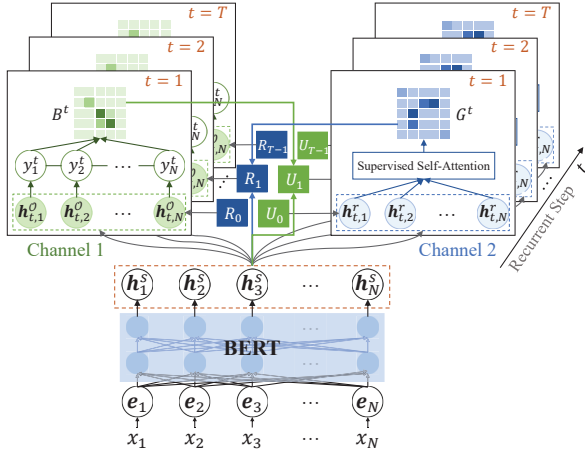 t = T
t = 2
t = 1
B^t
y_1^t y_2^t ... y_N^t
h_{t,1}^O h_{t,2}^O ... h_{t,N}^O
Channel 1
R_{T−1} U_{T−1}
R_1 U_1
R_0 U_0
t = T
t = 2
t = 1
G^t
Supervised Self-Attention
h_{t,1}^r h_{t,2}^r ... h_{t,N}^r
Channel 2
Recurrent Step t
h_1^s h_2^s h_3^s ... h_N^s
BERT
e_1 e_2 e_3 ... e_N
x_1 x_2 x_3 ... x_N